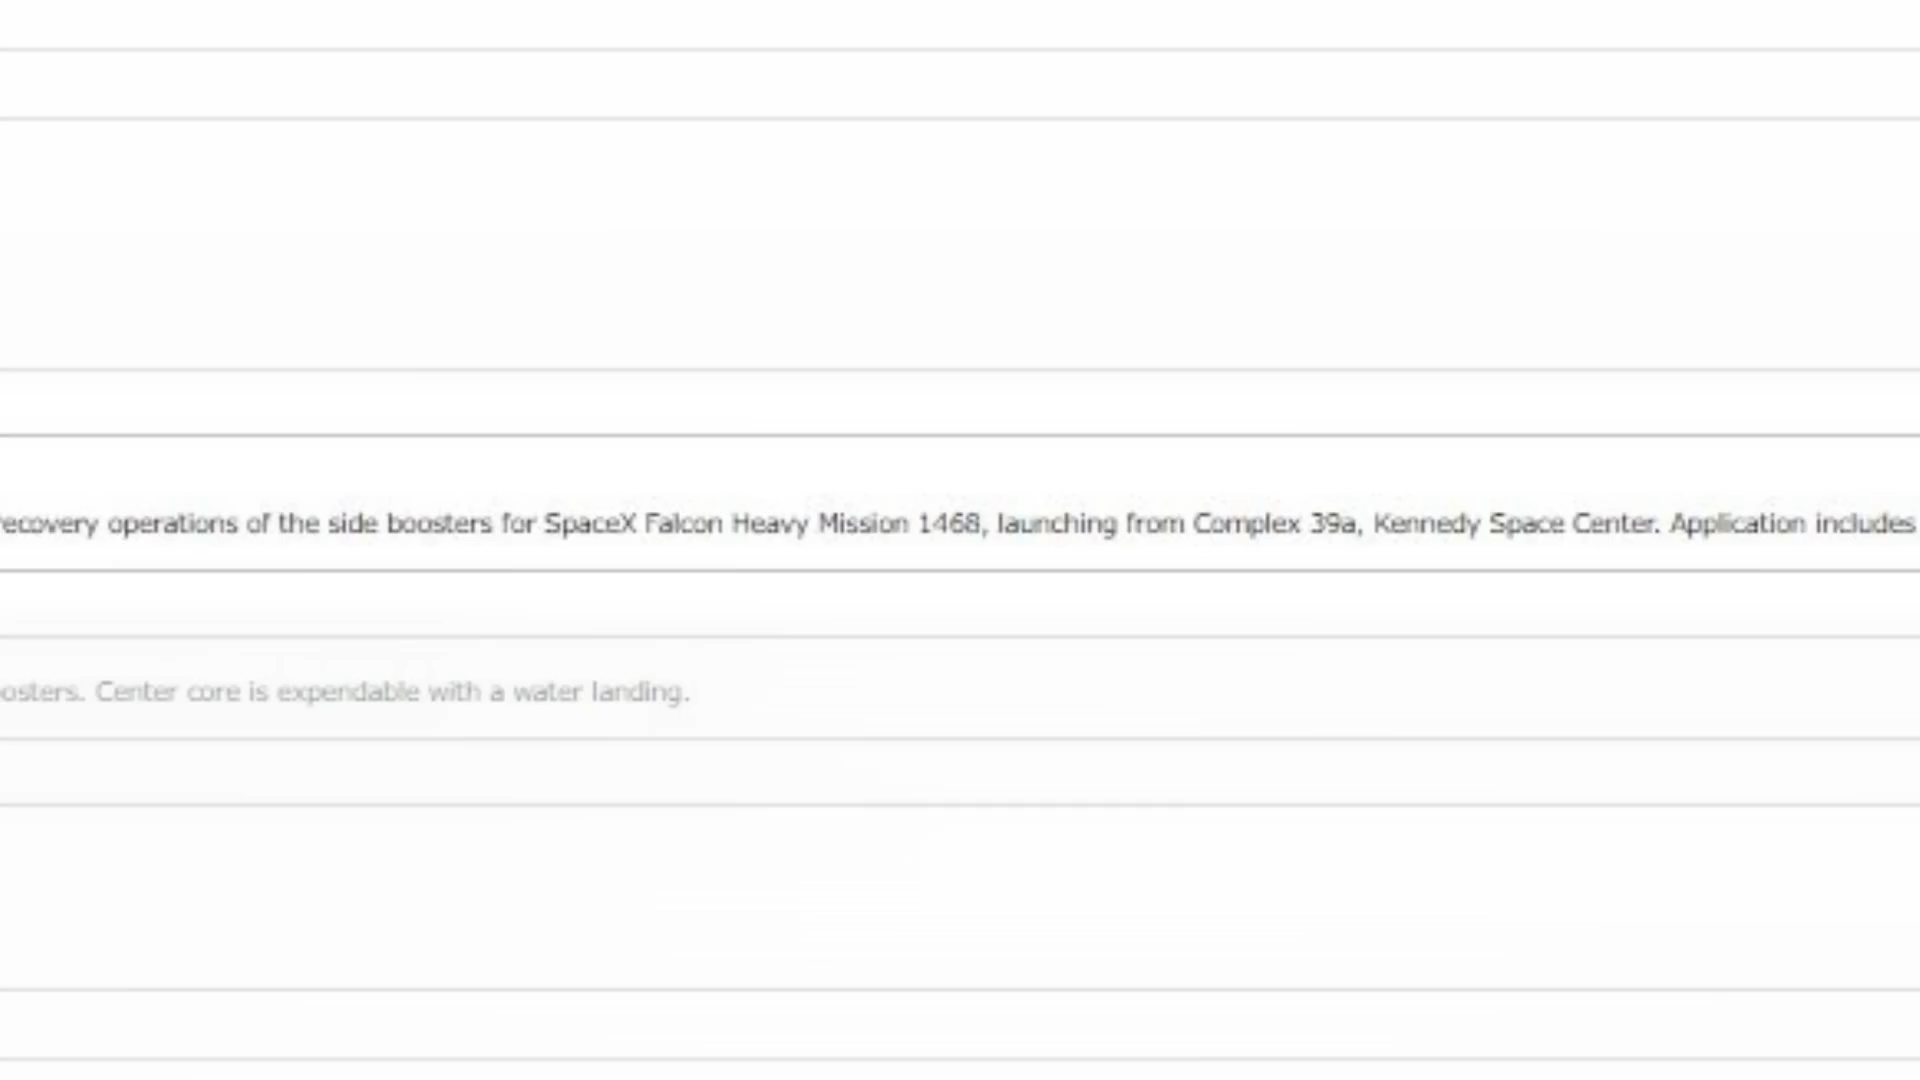 recovery operations of the side boosters for SpaceX Falcon Heavy Mission 1468, launching from Complex 39a, Kennedy Space Center. Application includes
osters. Center core is expendable with a water landing.